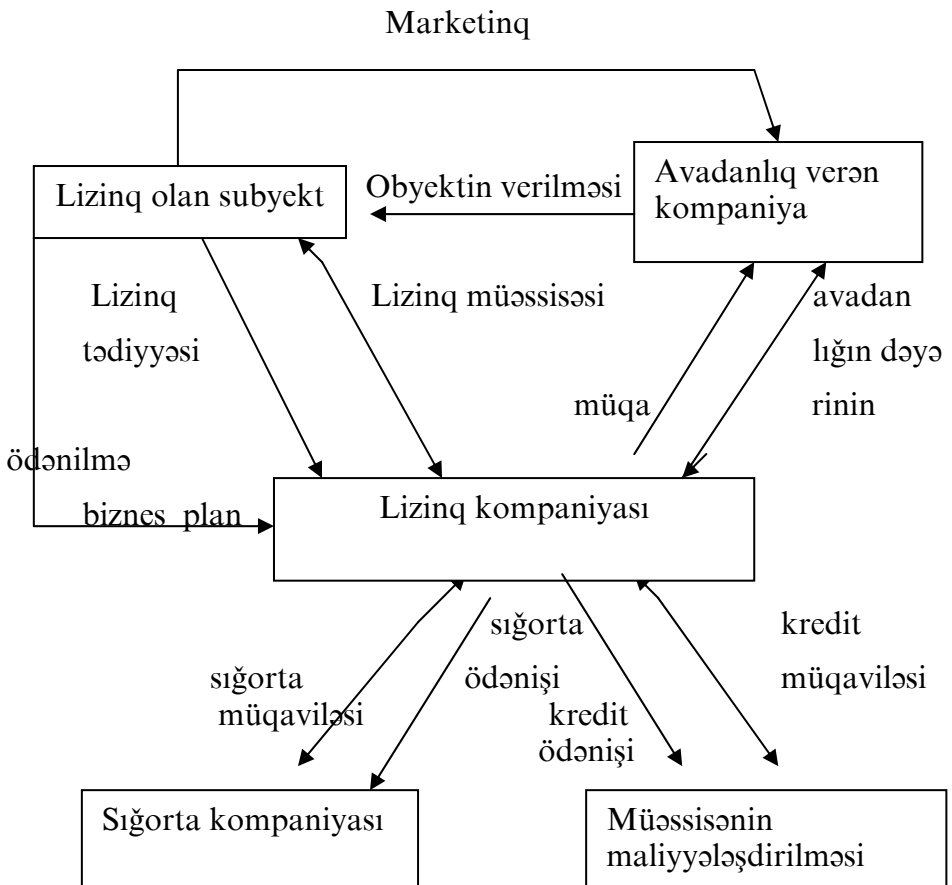 Marketinq
Lizinq olan subyekt
Obyektin verilməsi
Avadanlıq verən
kompaniya
Lizinq
tədiyyəsi
Lizinq müəssisəsi
avadan
lığın dəyə
rinin
müqa
ödənilmə
biznes plan
Lizinq kompaniyası
sığorta
müqaviləsi
sığorta
ödənişi
kredit
ödənişi
kredit
müqaviləsi
Sığorta kompaniyası
Müəssisənin
maliyyələşdirilməsi